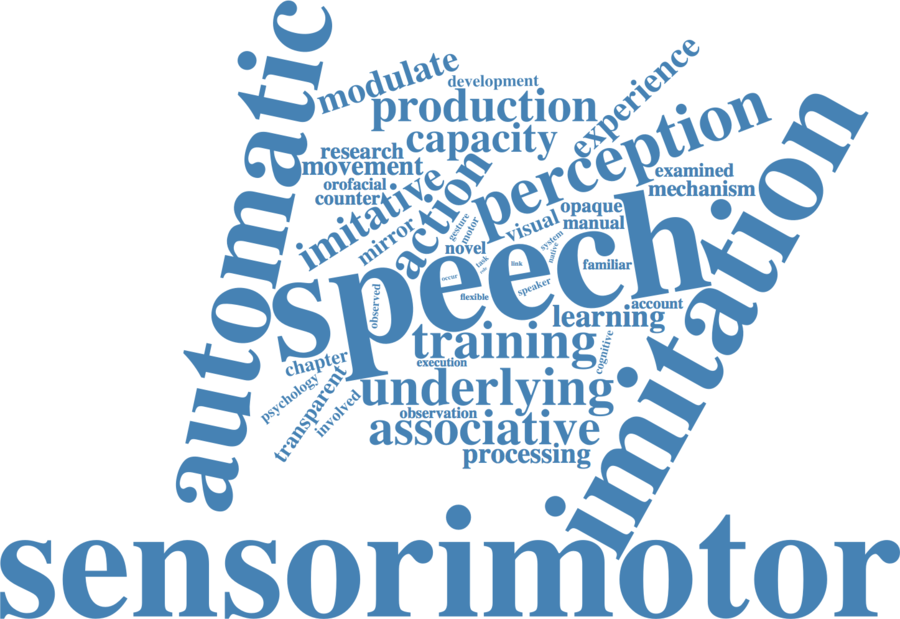 automatic
modulate
development
production
capacity
experience
perception
research
movement
orofacial
counter
imitative
mirror
action
examined
mechanism
opaque
manual
visual
gesture
motor
novel
system
native
task
link
occur
flexible
speaker
familiar
speech
observed
account
learning
training
execution
cognitive
chapter
psychology
transparent
involved
underlying
observation
associative
processing
imitation
sensorimotor